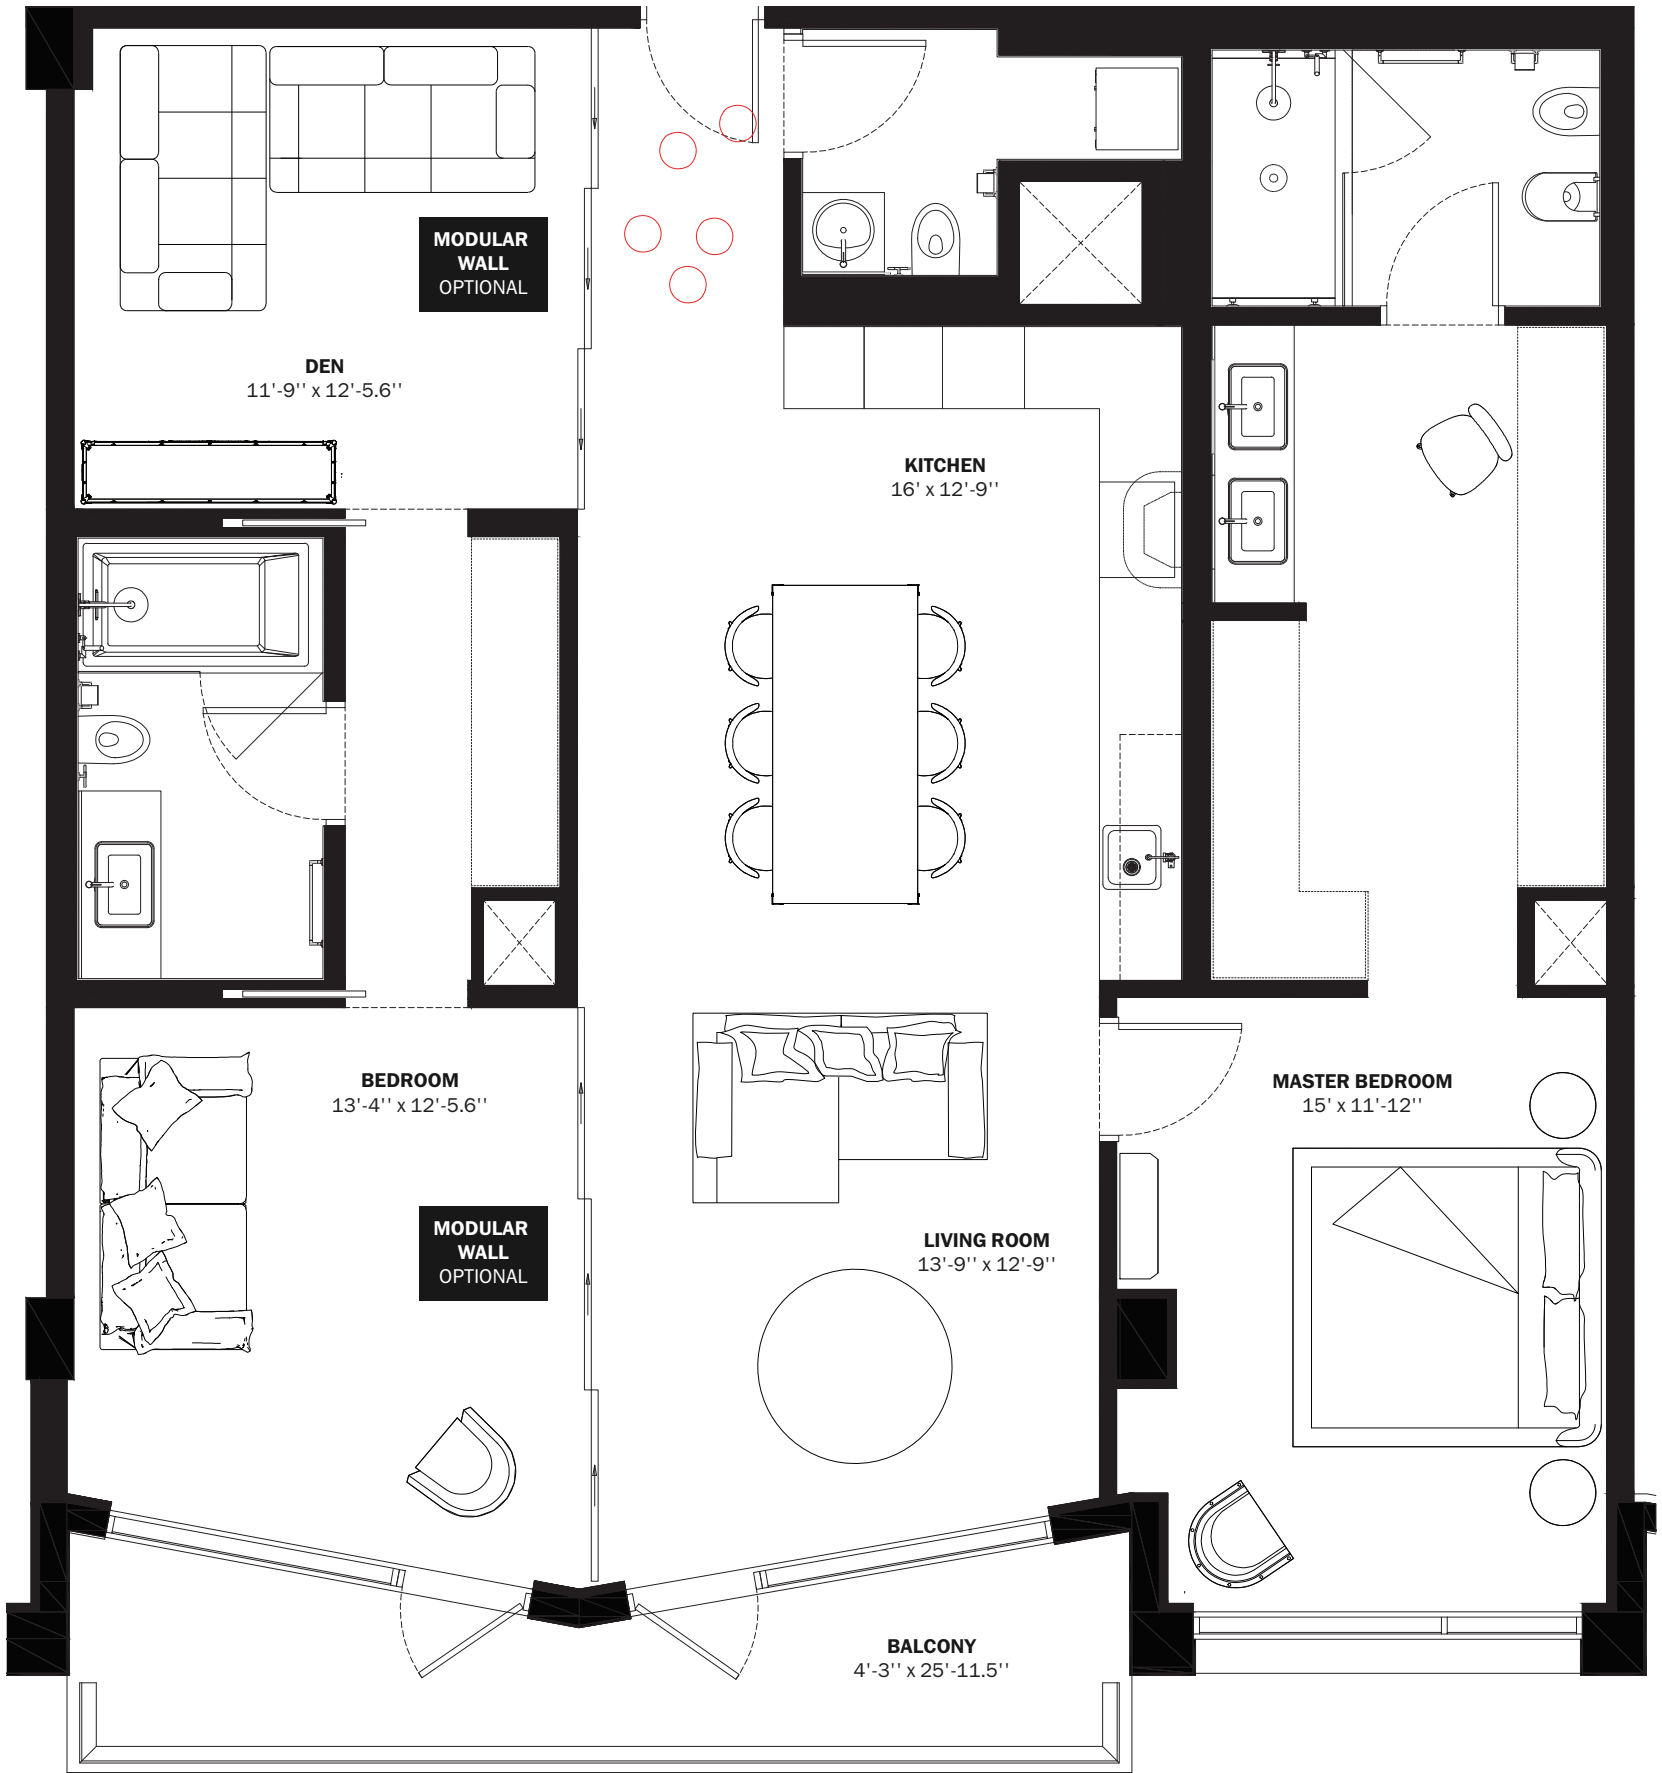 MODULAR
WALL
OPTIONAL
DEN
11'-9'' x 12'-5.6''
KITCHEN
16' x 12'-9''
BEDROOM
13'-4'' x 12'-5.6''
MASTER BEDROOM
15' x 11'-12''
MODULAR
WALL
OPTIONAL
LIVING ROOM
13'-9'' x 12'-9''
BALCONY
4'-3'' x 25'-11.5''